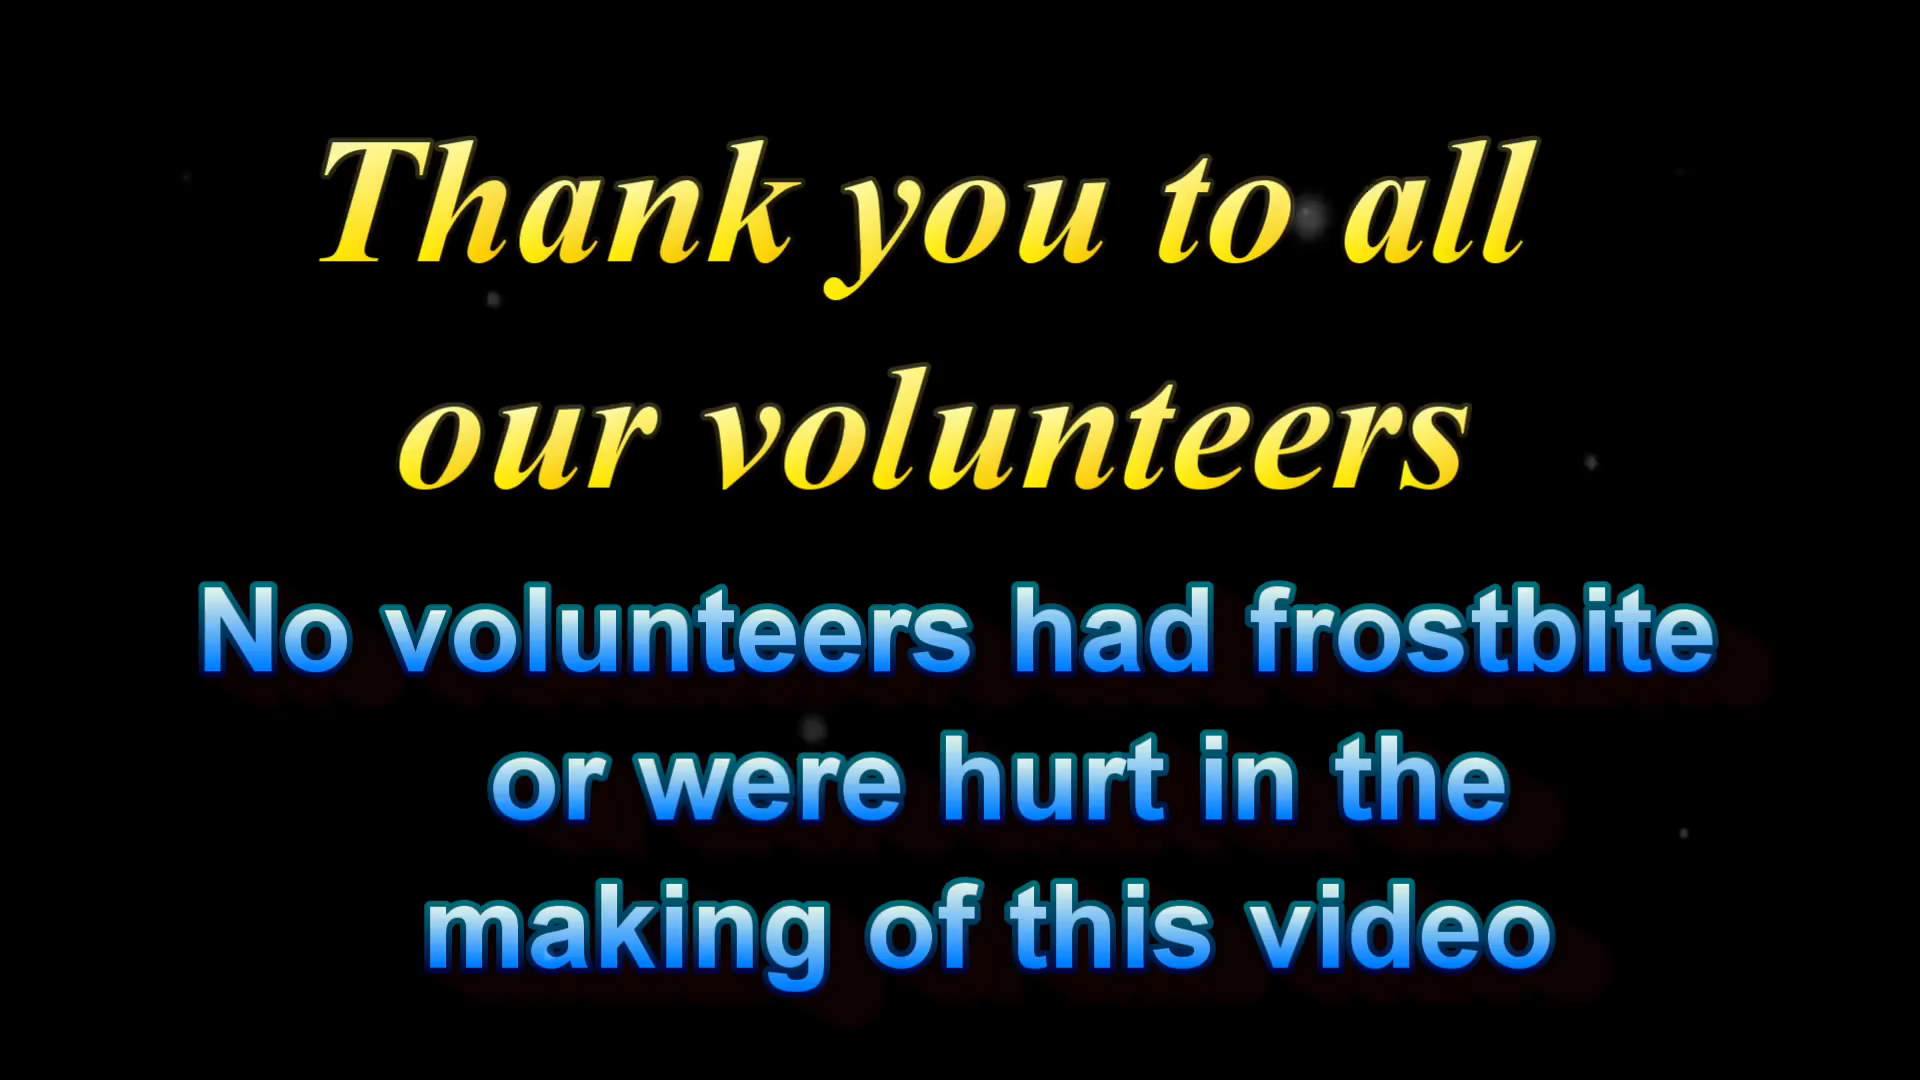 Thank you to all
our volunteers
No volunteers had frostbite
or were hurt in the
making of this video